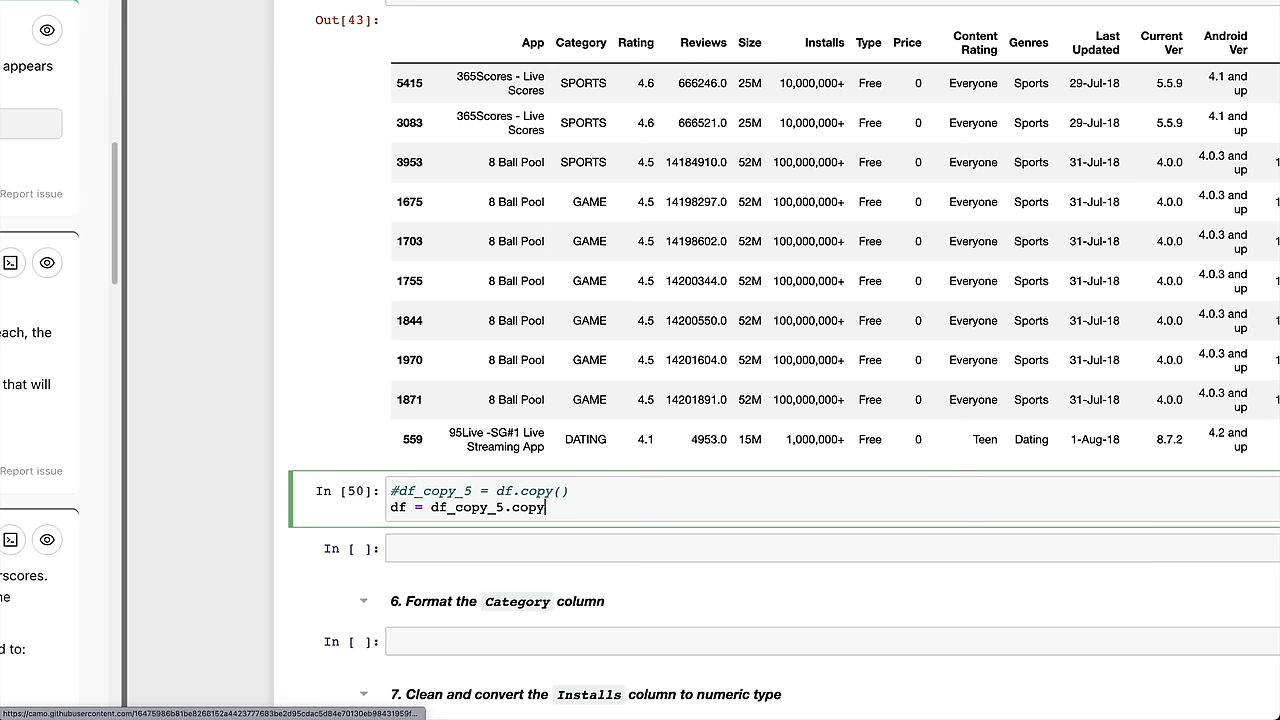 appears
Report issue
each, the
that will
Report issue
rscores.
ne
d to:
Out[43]:
App Category Rating Reviews Size Installs Type Price Content Rating Genres Last Updated Current Ver Android Ver
5415 365Scores - Live Scores SPORTS 4.6 666246.0 25M 10,000,000+ Free 0 Everyone Sports 29-Jul-18 5.5.9 4.1 and up
3083 365Scores - Live Scores SPORTS 4.6 666521.0 25M 10,000,000+ Free 0 Everyone Sports 29-Jul-18 5.5.9 4.1 and up
3953 8 Ball Pool SPORTS 4.5 14184910.0 52M 100,000,000+ Free 0 Everyone Sports 31-Jul-18 4.0.0 4.0.3 and up
1675 8 Ball Pool GAME 4.5 14198297.0 52M 100,000,000+ Free 0 Everyone Sports 31-Jul-18 4.0.0 4.0.3 and up
1703 8 Ball Pool GAME 4.5 14198602.0 52M 100,000,000+ Free 0 Everyone Sports 31-Jul-18 4.0.0 4.0.3 and up
1755 8 Ball Pool GAME 4.5 14200344.0 52M 100,000,000+ Free 0 Everyone Sports 31-Jul-18 4.0.0 4.0.3 and up
1844 8 Ball Pool GAME 4.5 14200550.0 52M 100,000,000+ Free 0 Everyone Sports 31-Jul-18 4.0.0 4.0.3 and up
1970 8 Ball Pool GAME 4.5 14201604.0 52M 100,000,000+ Free 0 Everyone Sports 31-Jul-18 4.0.0 4.0.3 and up
1871 8 Ball Pool GAME 4.5 14201891.0 52M 100,000,000+ Free 0 Everyone Sports 31-Jul-18 4.0.0 4.0.3 and up
559 95Live -SG#1 Live Streaming App DATING 4.1 4953.0 15M 1,000,000+ Free 0 Teen Dating 1-Aug-18 8.7.2 4.2 and up
In [50]: #df_copy_5 = df.copy()
df = df_copy_5.copy
In [ ]:
6. Format the Category column
In [ ]:
7. Clean and convert the Installs column to numeric type